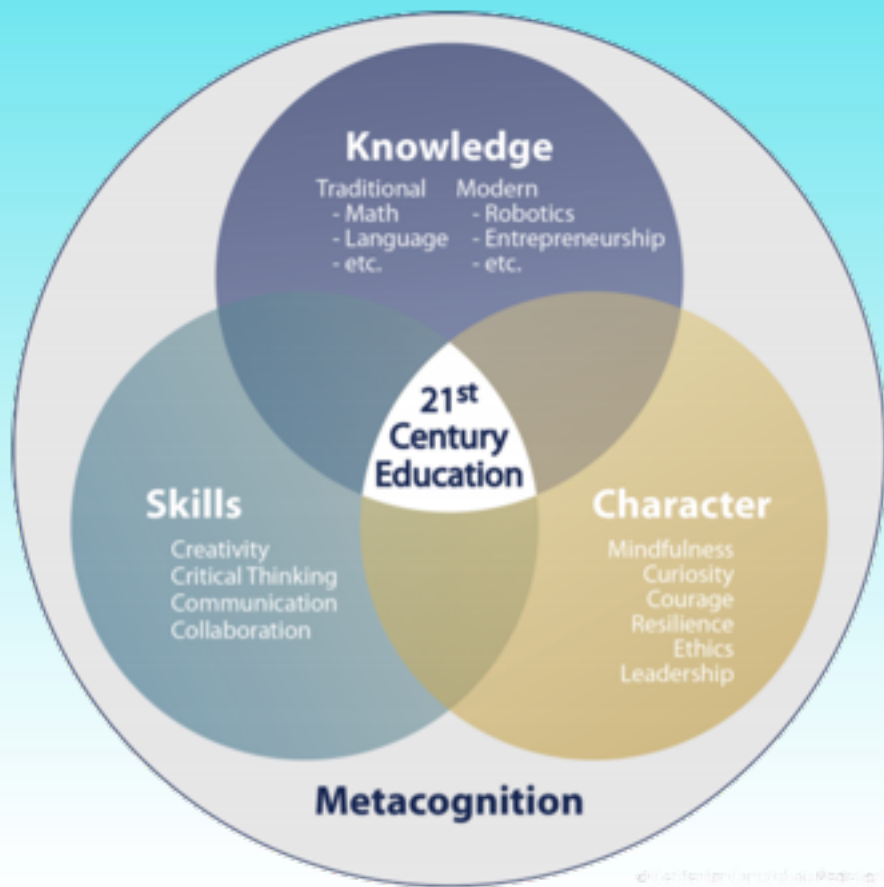 Knowledge
Traditional
- Math
- Language
- etc.
Modern
- Robotics
- Entrepreneurship
- etc.
21st
Century
Education
Skills
Creativity
Critical Thinking
Communication
Collaboration
Character
Mindfulness
Curiosity
Courage
Resilience
Ethics
Leadership
Metacognition